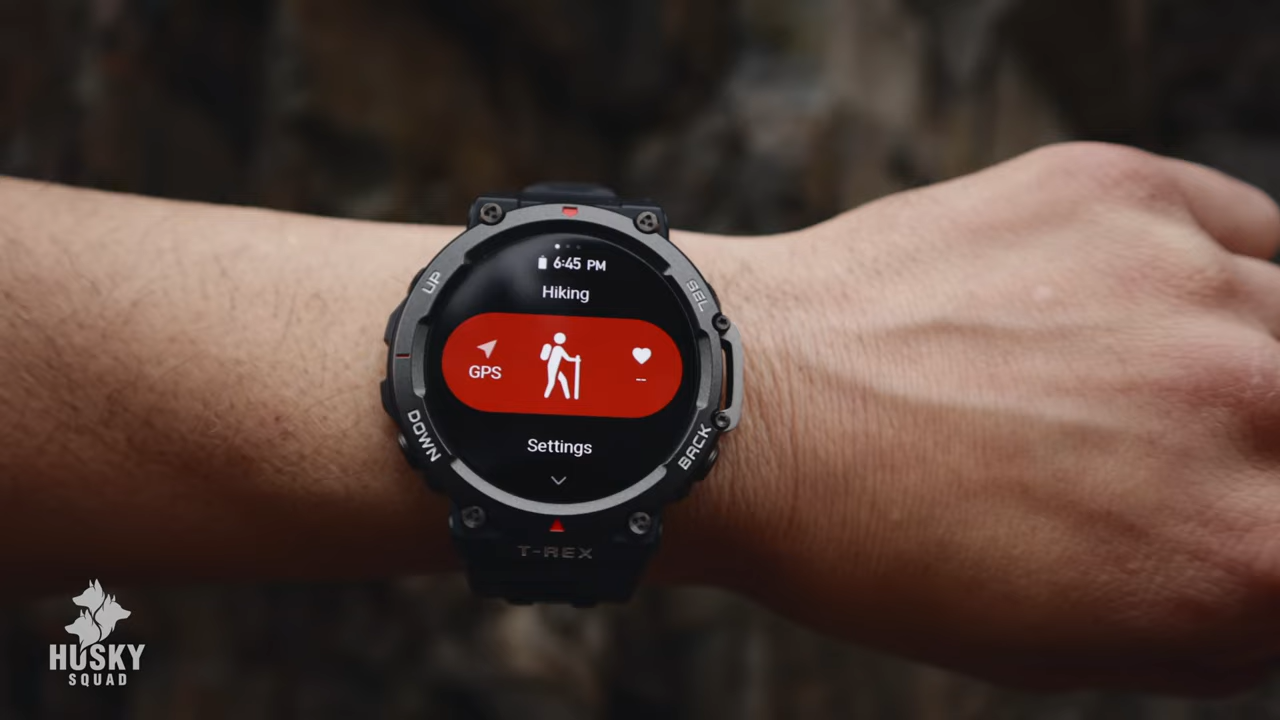 6:45 PM
Hiking
UP
SEL
GPS
--
DOWN
BACK
Settings
T-REX
HUSKY
SQUAD